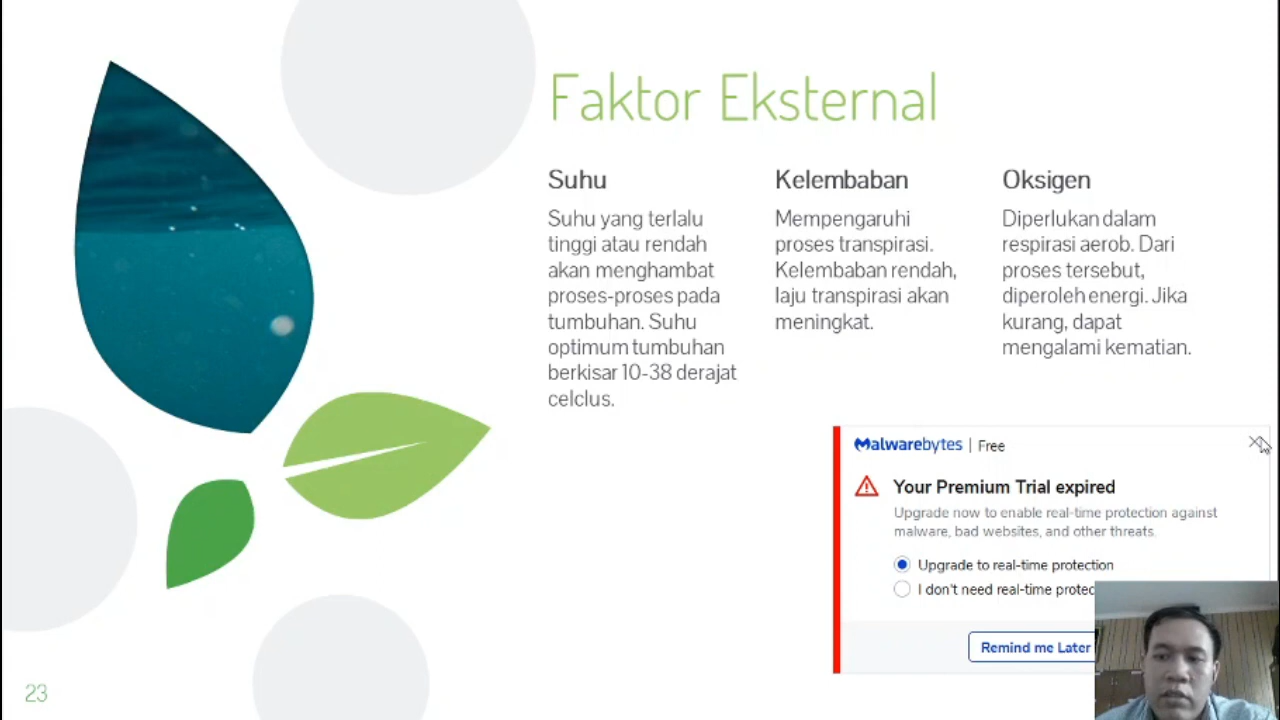 Faktor Eksternal
Suhu
Suhu yang terlalu
tinggi atau rendah
akan menghambat
proses-proses pada
tumbuhan. Suhu
optimum tumbuhan
berkisar 10-38 derajat
celclus.
Kelembaban
Mempengaruhi
proses transpirasi.
Kelembaban rendah,
laju transpirasi akan
meningkat.
Oksigen
Diperlukan dalam
respirasi aerob. Dari
proses tersebut,
diperoleh energi. Jika
kurang, dapat
mengalami kematian.
Malwarebytes | Free
Your Premium Trial expired
Upgrade now to enable real-time protection against
malware, bad websites, and other threats.
Upgrade to real-time protection
I don't need real-time
Remind me Later
23